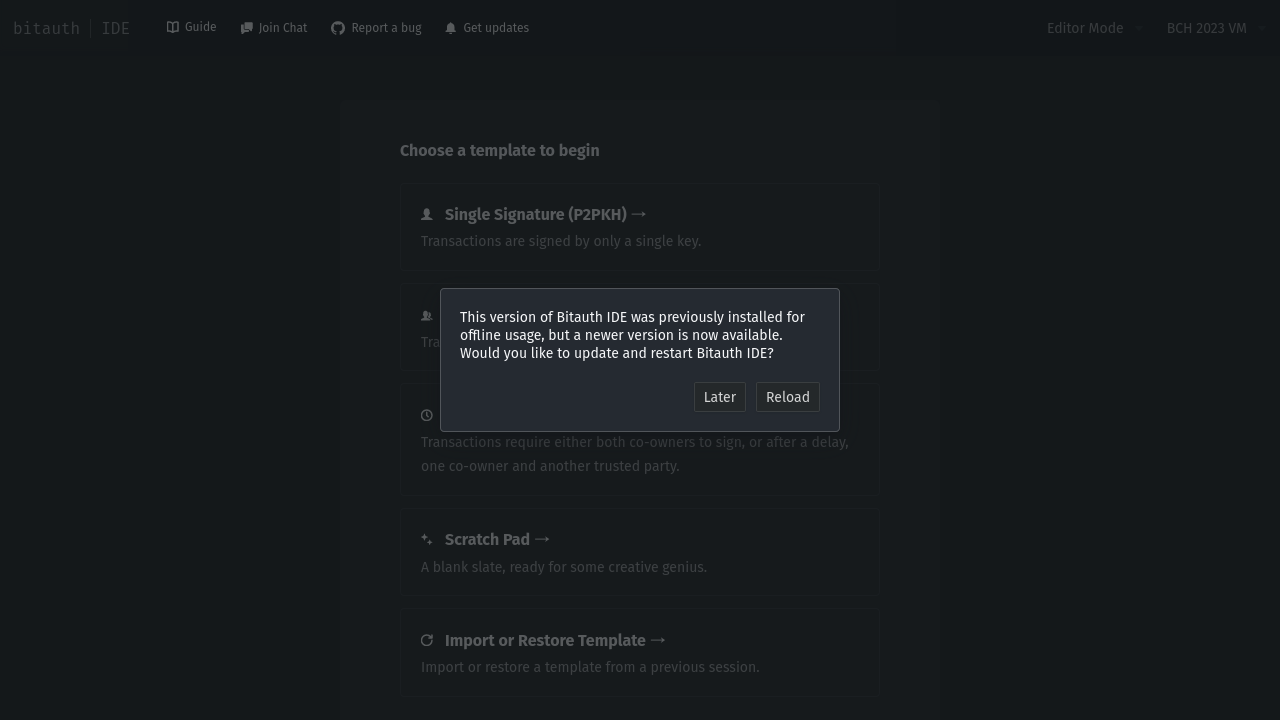 bitauth | IDE
Guide
Join Chat
Report a bug
Get updates
Editor Mode
BCH 2023 VM
Choose a template to begin
Single Signature (P2PKH) →
Transactions are signed by only a single key.
Tra
This version of Bitauth IDE was previously installed for
offline usage, but a newer version is now available.
Would you like to update and restart Bitauth IDE?
Later
Reload
Transactions require either both co-owners to sign, or after a delay,
one co-owner and another trusted party.
Scratch Pad →
A blank slate, ready for some creative genius.
Import or Restore Template →
Import or restore a template from a previous session.